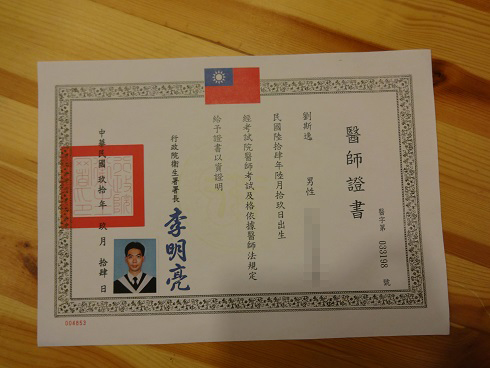 醫師證書
醫字第 033198 號
劉斯逸 男性
民國陸拾肆年陸月拾玖日出生
經考試院醫師考試及格依據醫師法規定
給予證書以資證明
行政院衛生署署長
李明亮
中華民國玖拾年玖月拾肆日